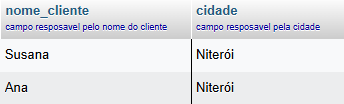 nome_cliente cidade
campo resposavel pelo nome do cliente campo resposavel pela cidade
Susana Niterói
Ana Niterói